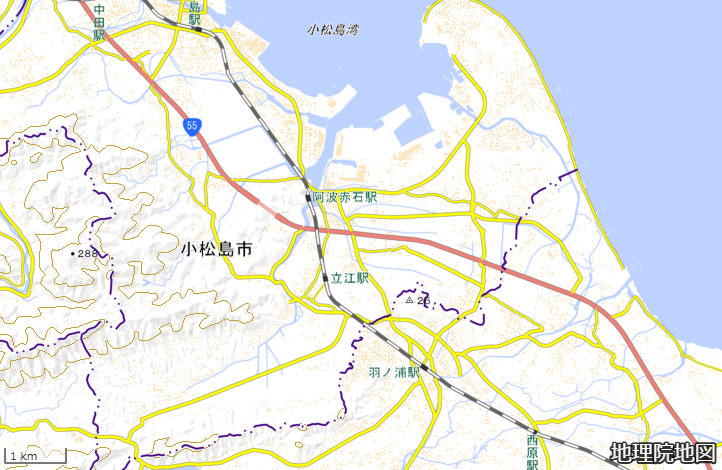 中田駅
島駅
小松島湾
55
阿波赤石駅
288
小松島市
立江駅
26
羽ノ浦駅
西原駅
1 km
地理院地図